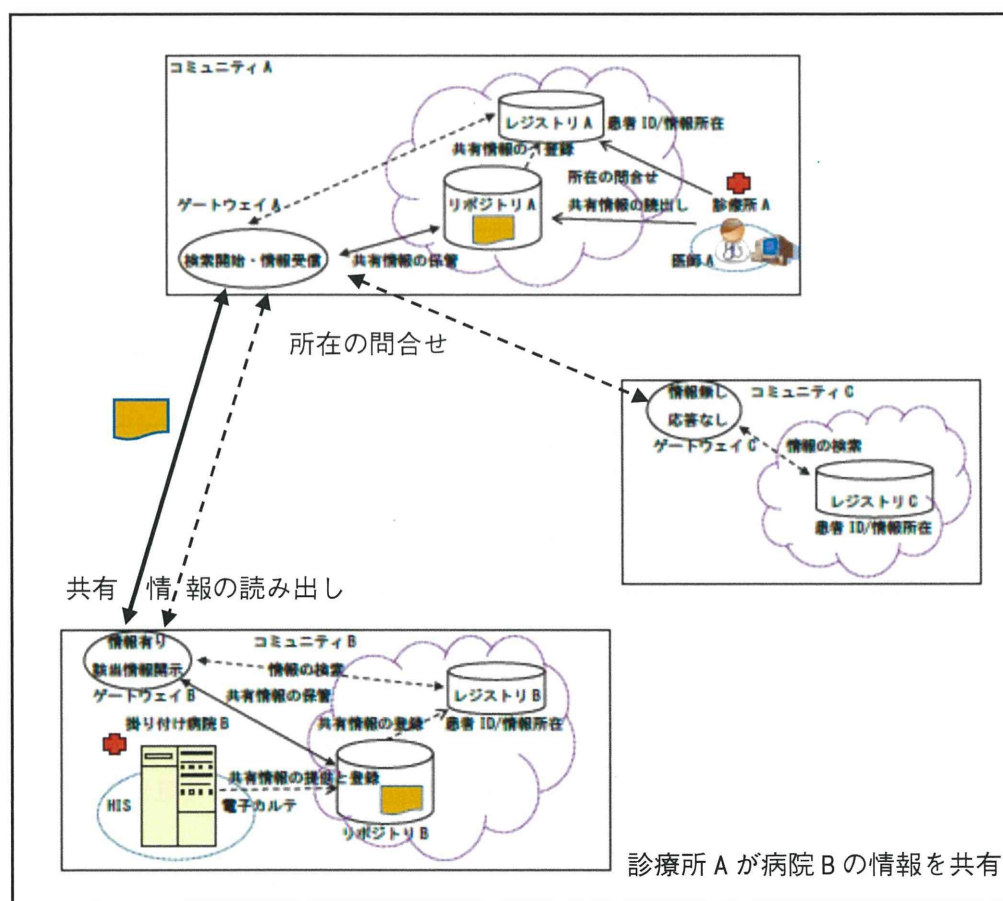 コミュニティA
レジストリA
患者ID/情報所在
共有情報の登録
所在の問合せ
ゲートウェイA
リポジトリA
共有情報の読出し
診療所A
検索開始・情報受信
共有情報の保管
医師A
所在の問合せ
情報無し
コミュニティC
応答なし
ゲートウェイC
情報の検索
レジストリC
患者ID/情報所在
共有 情報の読み出し
情報有り
コミュニティB
該当情報開示
情報の検索
ゲートウェイB
共有情報の保管
レジストリB
掛り付け病院B
共有情報の登録
患者ID/情報所在
共有情報の提供と登録
HIS
電子カルテ
リポジトリB
診療所Aが病院Bの情報を共有